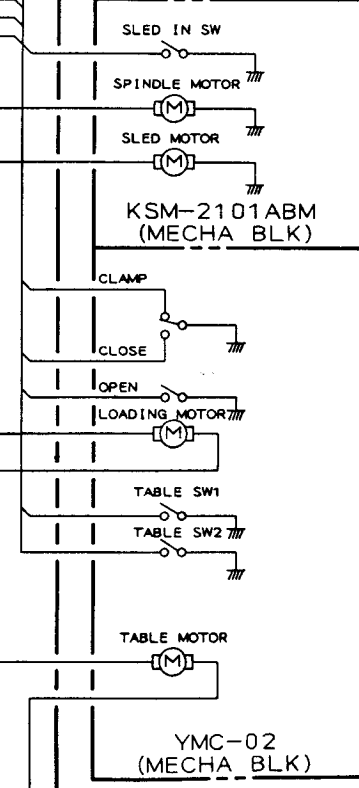 SLED IN SW
SPINDLE MOTOR
M
SLED MOTOR
M
KSM-2101ABM
(MECHA BLK)
CLAMP
CLOSE
OPEN
LOADING MOTOR
M
TABLE SW1
TABLE SW2
TABLE MOTOR
M
YMC-02
(MECHA BLK)